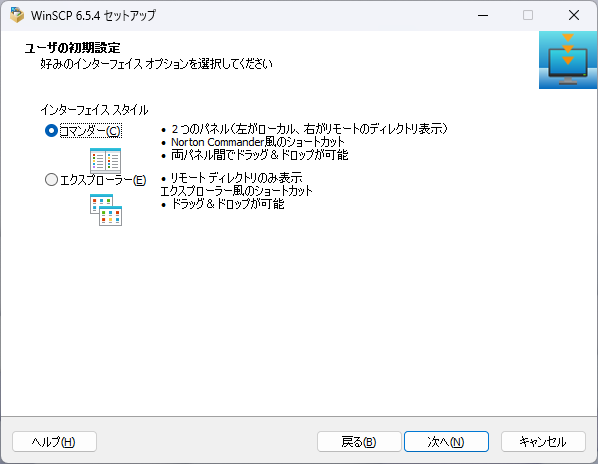 WinSCP 6.5.4 セットアップ
ユーザの初期設定
好みのインターフェイス オプションを選択してください
インターフェイス スタイル
コマンダー(C)
• 2つのパネル(左がローカル、右がリモートのディレクトリ表示)
• Norton Commander風のショートカット
• 両パネル間でドラッグ＆ドロップが可能
エクスプローラー(E)
• リモート ディレクトリのみ表示
エクスプローラー風のショートカット
• ドラッグ＆ドロップが可能
ヘルプ(H)
戻る(B)
次へ(N)
キャンセル